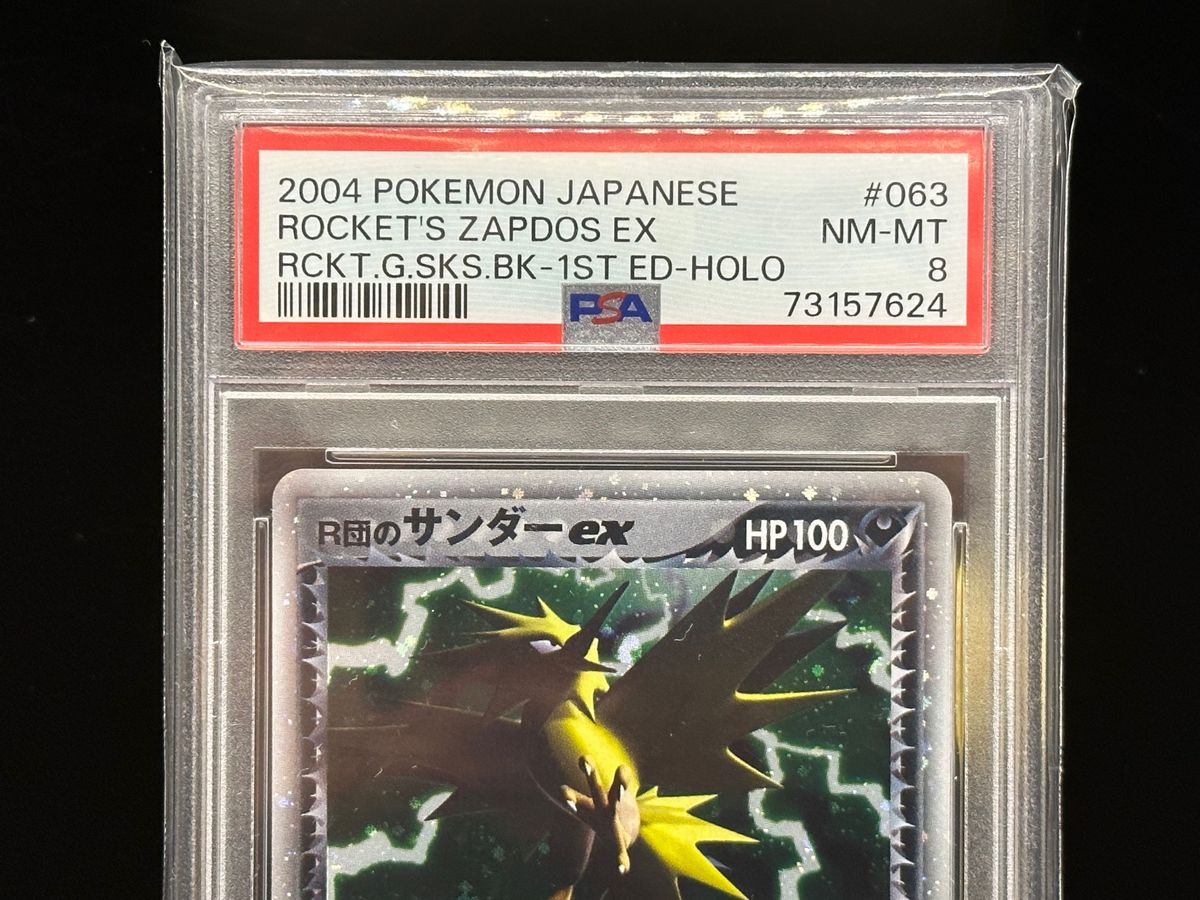 2004 POKEMON JAPANESE #063
ROCKET'S ZAPDOS EX NM-MT
RCKT.G.SKS.BK-1ST ED-HOLO 8
PSA 73157624
R団のサンダーex HP100